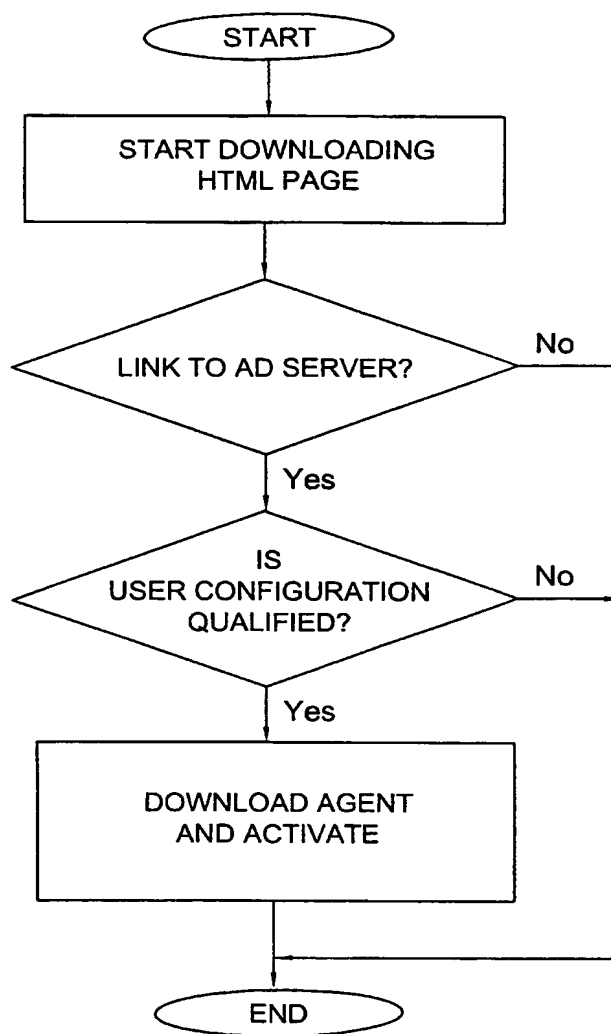 START
START DOWNLOADING
HTML PAGE
LINK TO AD SERVER?
No
Yes
IS
USER CONFIGURATION
QUALIFIED?
No
Yes
DOWNLOAD AGENT
AND ACTIVATE
END